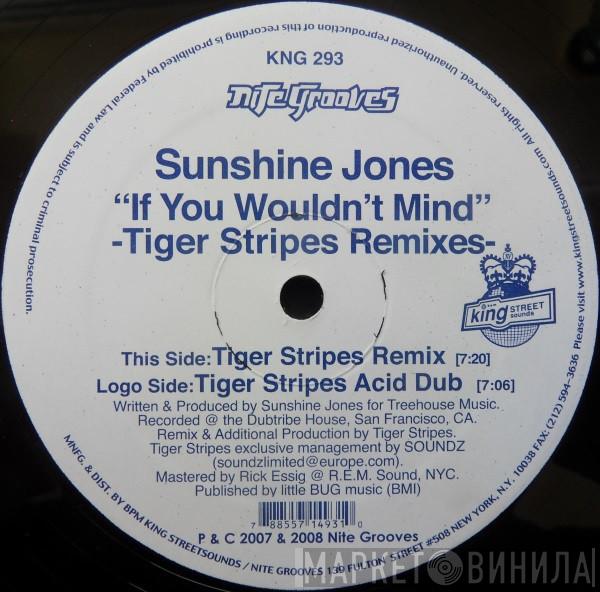 KNG 293
NiteGrooves
Sunshine Jones
“If You Wouldn’t Mind”
-Tiger Stripes Remixes-
king STREET
sounds
This Side:Tiger Stripes Remix [7:20]
Logo Side:Tiger Stripes Acid Dub [7:06]
Written & Produced by Sunshine Jones for Treehouse Music.
Recorded @ the Dubtribe House, San Francisco, CA.
Remix & Additional Production by Tiger Stripes.
Tiger Stripes exclusive management by SOUNDZ
(soundzlimited@europe.com).
Mastered by Rick Essig @ R.E.M. Sound, NYC.
Published by little BUG music (BMI)
7 88557 14931 0
P & C 2007 & 2008 Nite Grooves
MNFG. & DIST. BY BPM KING STREETSOUNDS / NITE GROOVES 139 FULTON STREET #508 NEW YORK, N.Y. 10038 FAX: (212) 594-3636 Please visit www.kingstreetsounds.com All rights reserved. Unauthorized reproduction of this recording is prohibited by Federal Law and is subject to criminal prosecution.
МАРКЕТ ВИНИЛА